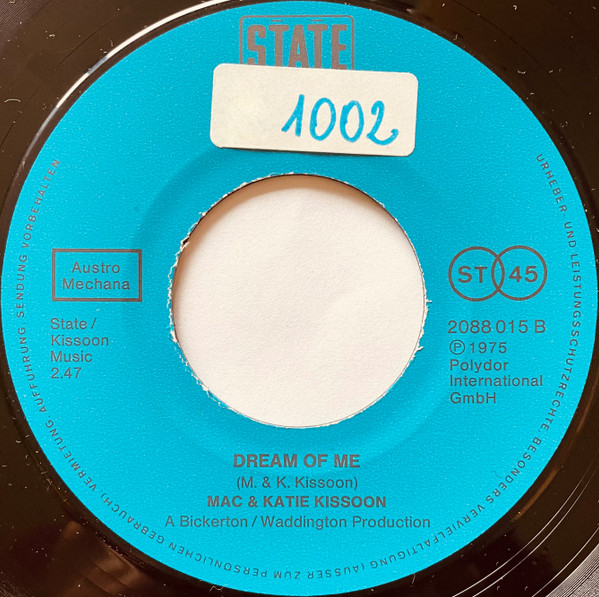 STATE
1002
Austro
Mechana
State /
Kissoon
Music
2.47
ST 45
2088 015 B
Ⓟ 1975
Polydor
International
GmbH
DREAM OF ME
(M. & K. Kissoon)
MAC & KATIE KISSOON
A Bickerton / Waddington Production
URHEBER- UND LEISTUNGSSCHUTZRECHTE BESONDERS VERVIELFÄLTIGUNG (AUSSER ZUM PERSÖNLICHEN GEBRAUCH) VERMIETUNG AUFFÜHRUNG SENDUNG VORBEHALTEN